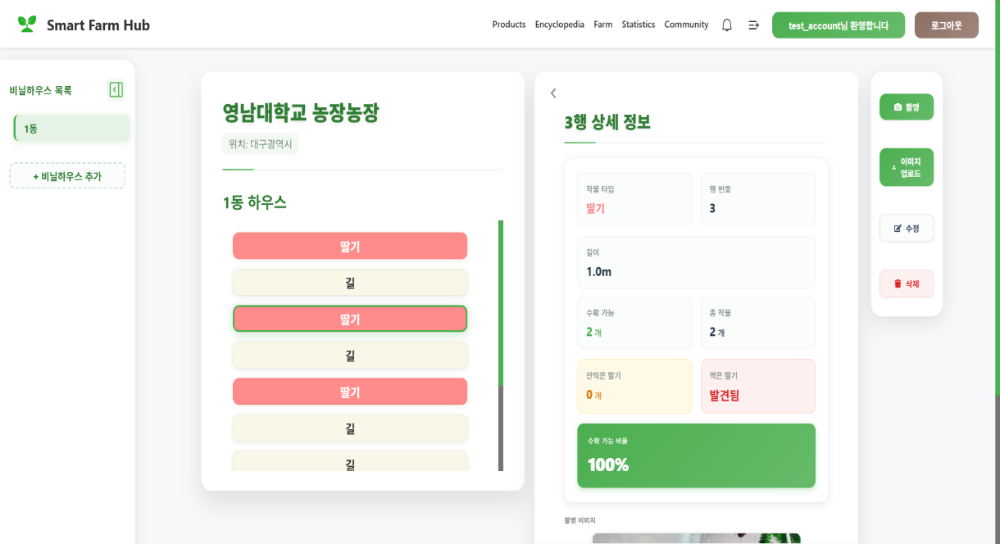 Smart Farm Hub
Products Encyclopedia Farm Statistics Community
test_account님 환영합니다
로그아웃
비닐하우스 목록
1동
+ 비닐하우스 추가
영남대학교 농장농장
위치: 대구광역시
1동 하우스
딸기
길
딸기
길
딸기
길
길
3행 상세 정보
작물 타입
딸기
행 번호
3
길이
1.0m
수확 가능
2 개
총 작물
2 개
안익은 딸기
0 개
썩은 딸기
발견됨
수확 가능 비율
100%
촬영 이미지
촬영
이미지
업로드
수정
삭제